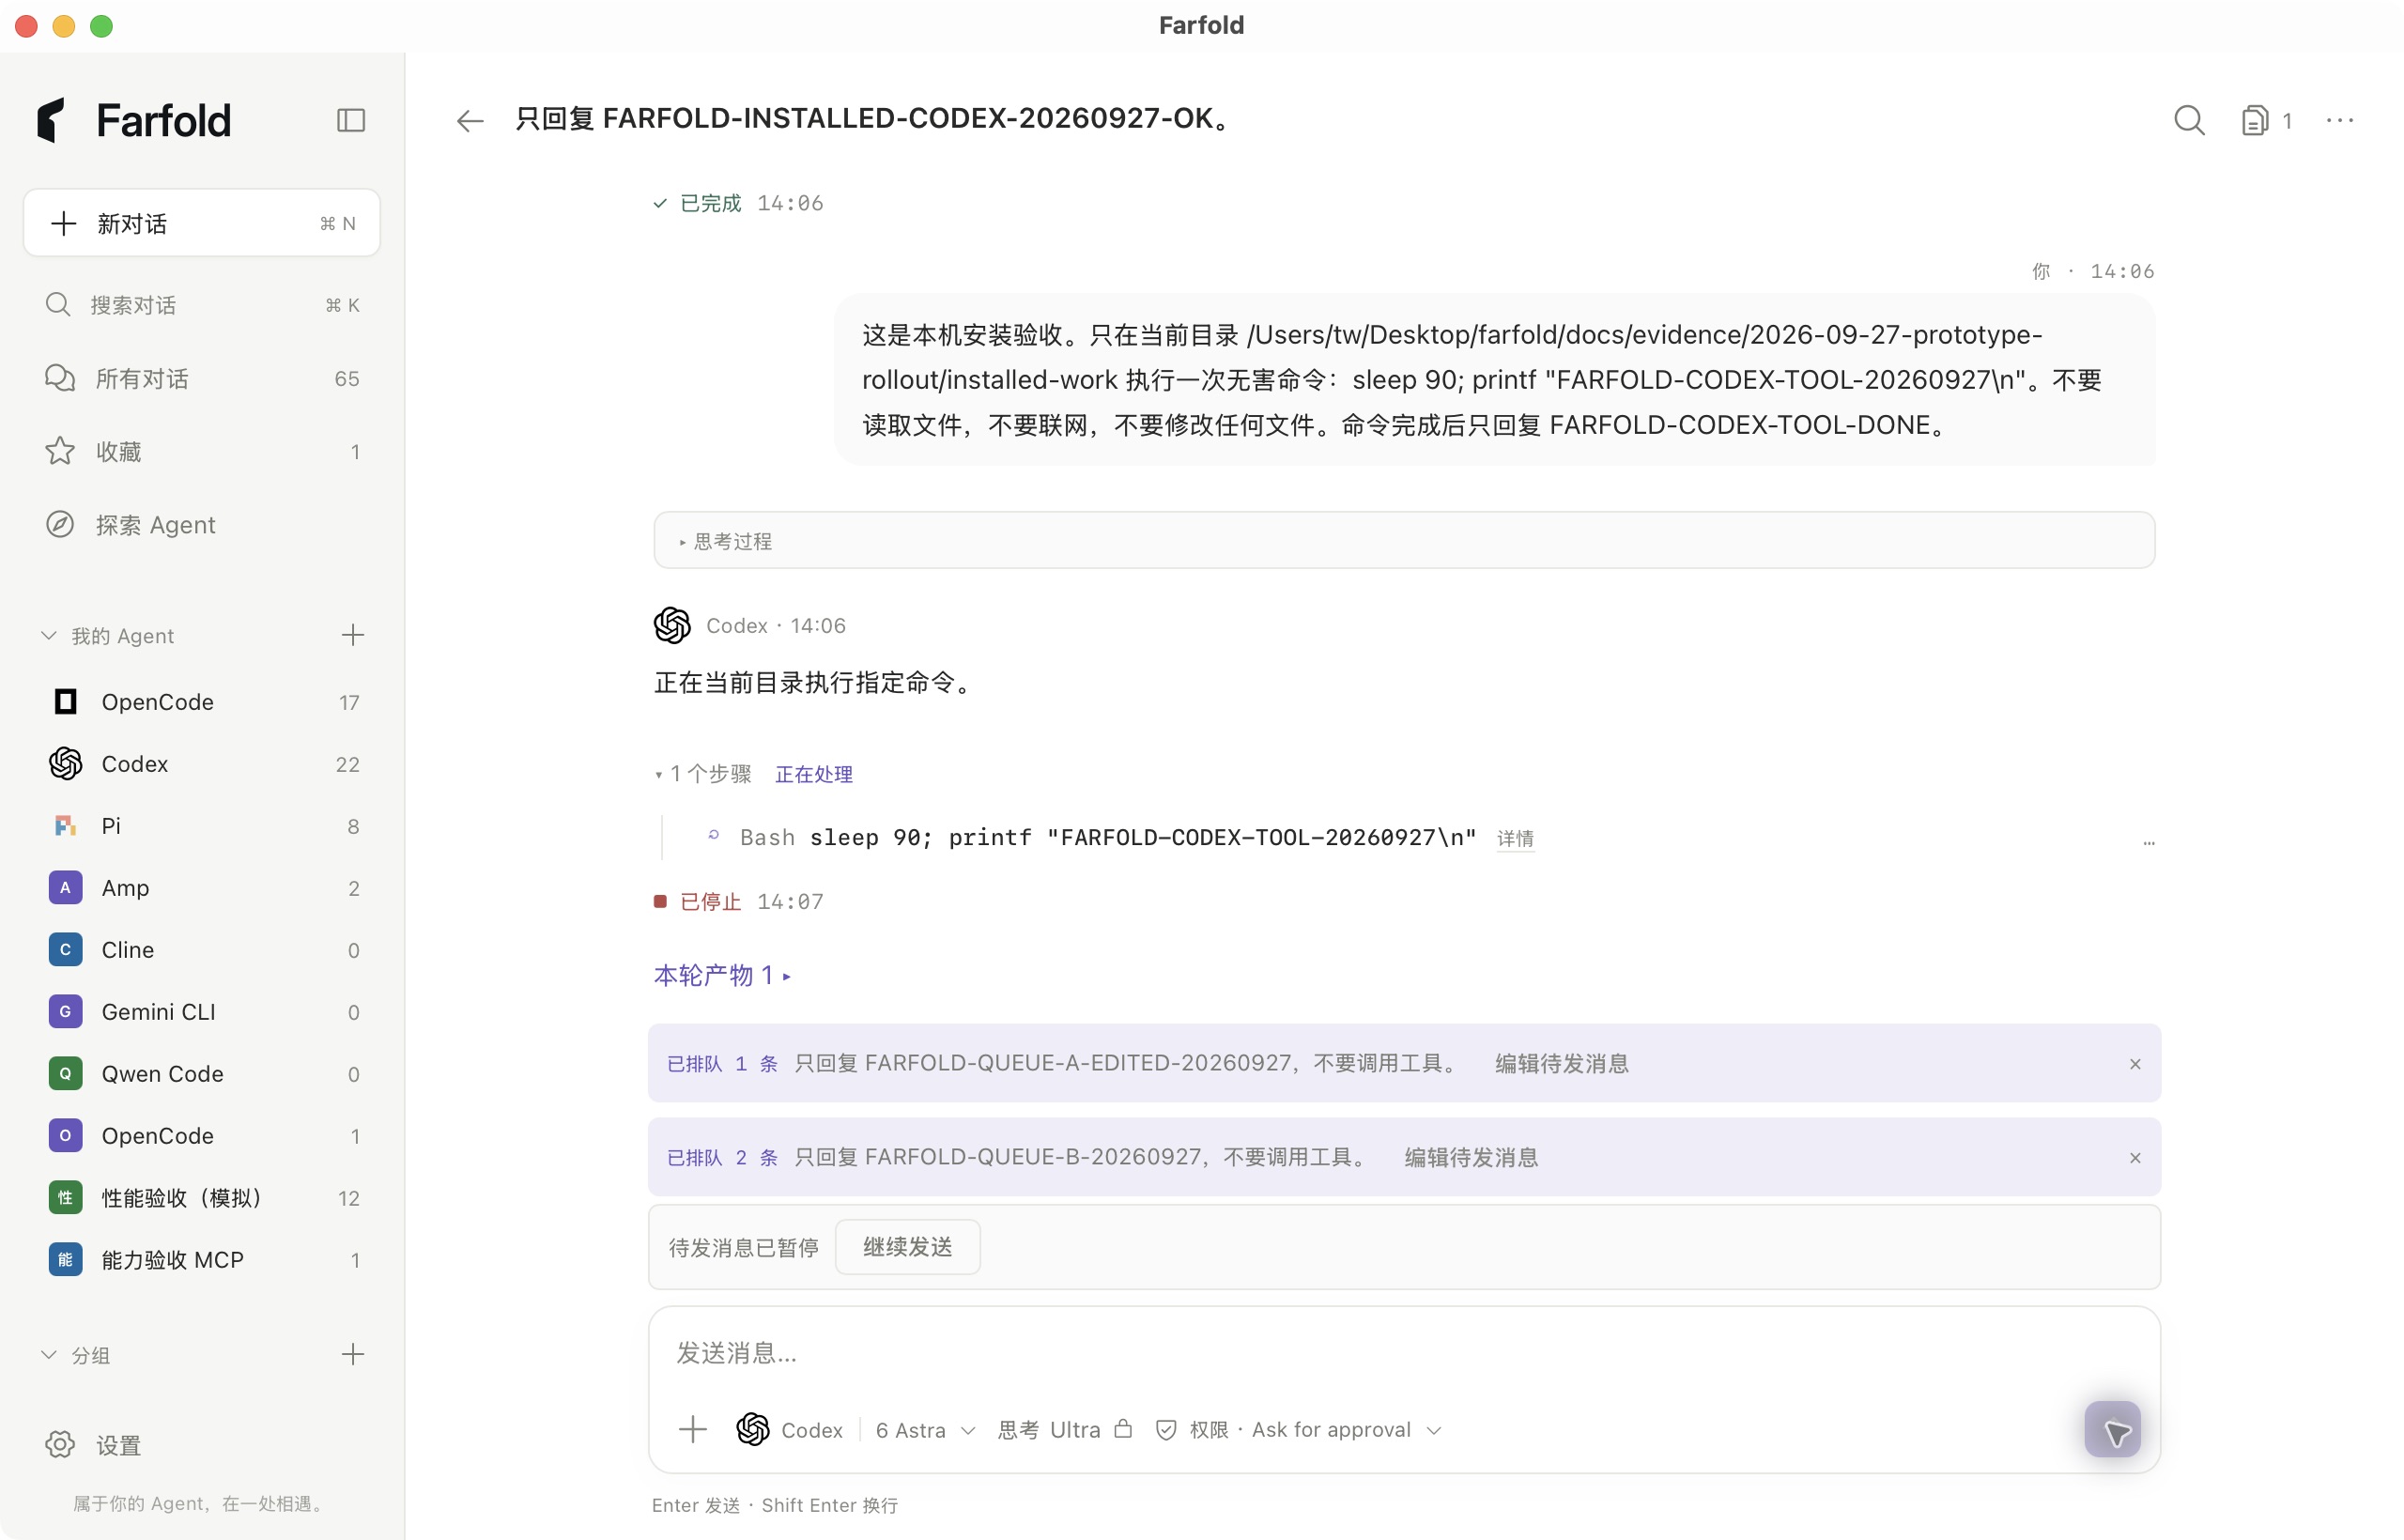 Farfold
Farfold
新对话 ⌘ N
搜索对话 ⌘ K
所有对话 65
收藏 1
探索 Agent
我的 Agent
OpenCode 17
Codex 22
Pi 8
A Amp 2
C Cline 0
G Gemini CLI 0
Q Qwen Code 0
O OpenCode 1
性 性能验收（模拟） 12
能 能力验收 MCP 1
分组
设置
属于你的 Agent，在一处相遇。
只回复 FARFOLD-INSTALLED-CODEX-20260927-OK。
1 ···
已完成 14:06
你 · 14:06
这是本机安装验收。只在当前目录 /Users/tw/Desktop/farfold/docs/evidence/2026-09-27-prototype-
rollout/installed-work 执行一次无害命令：sleep 90; printf "FARFOLD-CODEX-TOOL-20260927\n"。不要
读取文件，不要联网，不要修改任何文件。命令完成后只回复 FARFOLD-CODEX-TOOL-DONE。
思考过程
Codex · 14:06
正在当前目录执行指定命令。
1 个步骤 正在处理
Bash sleep 90; printf "FARFOLD-CODEX-TOOL-20260927\n" 详情 …
已停止 14:07
本轮产物 1
已排队 1 条 只回复 FARFOLD-QUEUE-A-EDITED-20260927，不要调用工具。 编辑待发消息 ×
已排队 2 条 只回复 FARFOLD-QUEUE-B-20260927，不要调用工具。 编辑待发消息 ×
待发消息已暂停 继续发送
发送消息...
Codex 6 Astra 思考 Ultra 权限 · Ask for approval
Enter 发送 · Shift Enter 换行